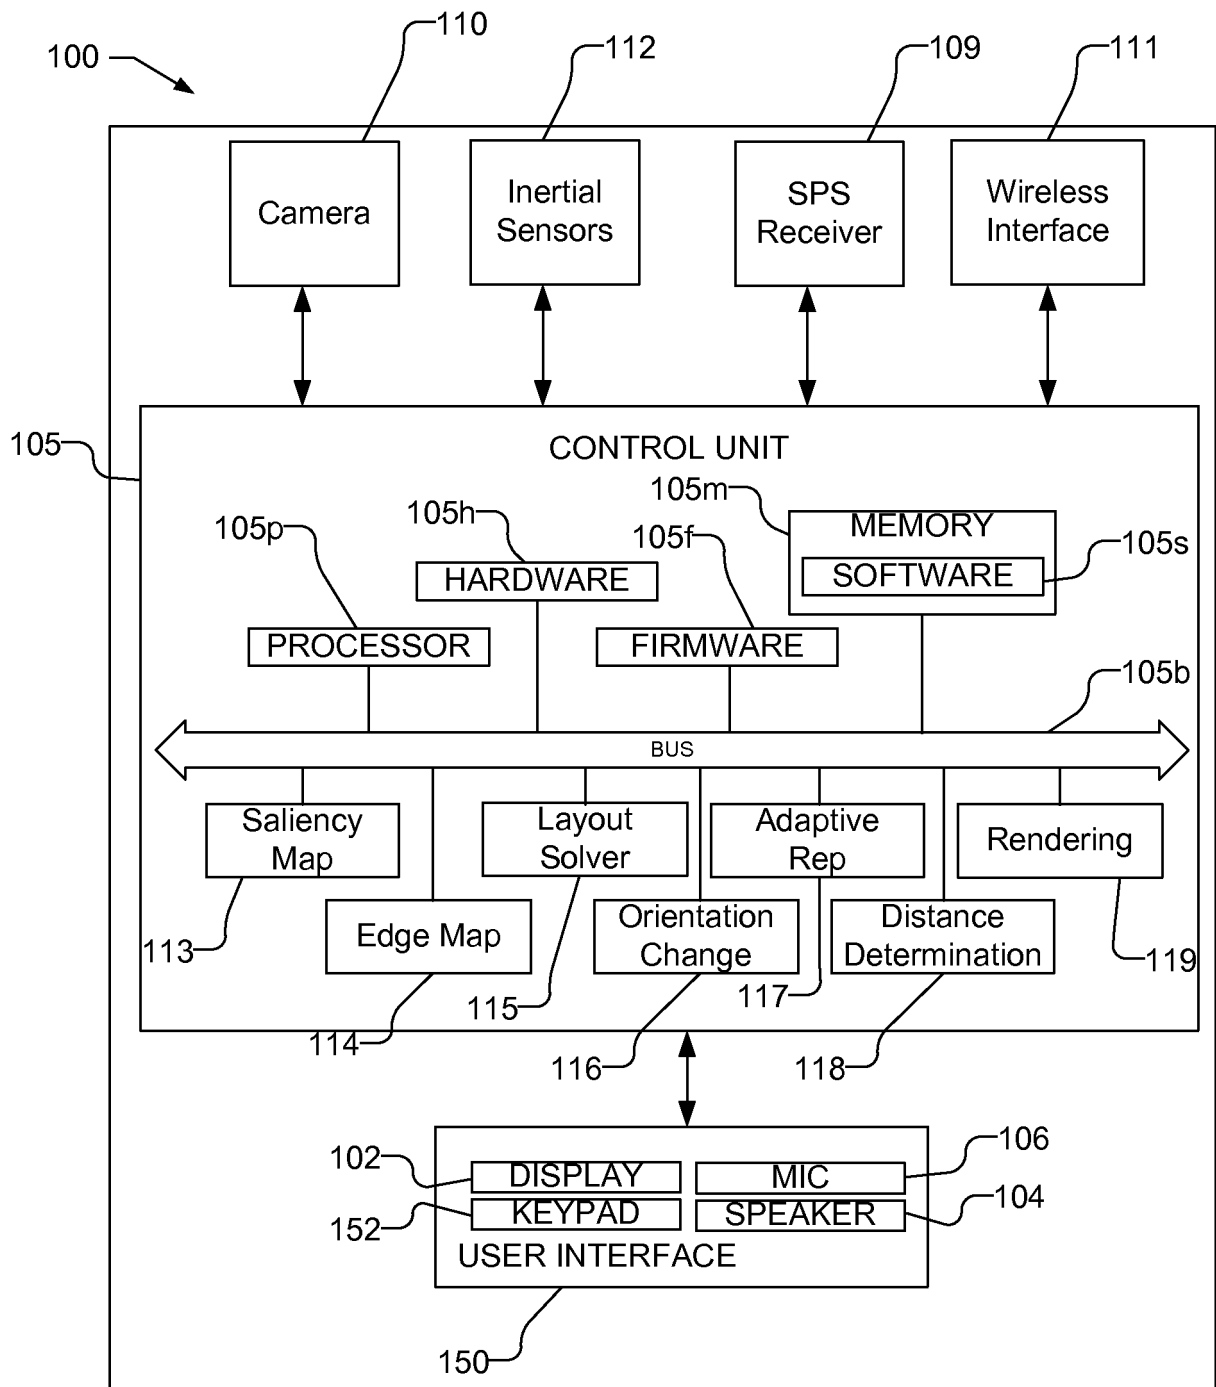 110
112
109
111
100
Camera
Inertial
Sensors
SPS
Receiver
Wireless
Interface
105
CONTROL UNIT
105m
105p
105h
105f
MEMORY
105s
HARDWARE
SOFTWARE
PROCESSOR
FIRMWARE
105b
BUS
Saliency
Map
Layout
Solver
Adaptive
Rep
Rendering
Edge Map
Orientation
Change
Distance
Determination
113
119
117
115
114
116
118
106
102
DISPLAY
MIC
104
152
KEYPAD
SPEAKER
USER INTERFACE
150